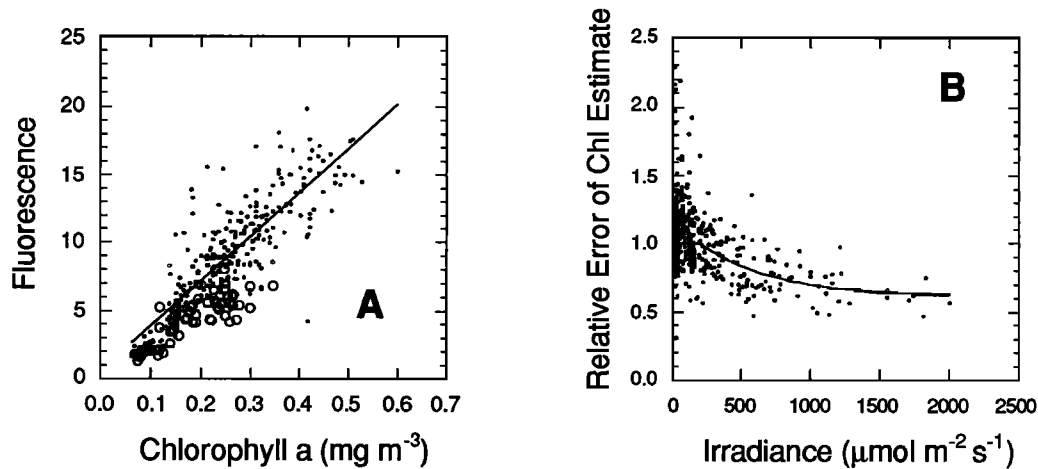 25
20
15
10
5
0
Fluorescence
A
0.0 0.1 0.2 0.3 0.4 0.5 0.6 0.7
Chlorophyll a (mg m⁻³)
2.5
2.0
1.5
1.0
0.5
0.0
Relative Error of Chl Estimate
B
0 500 1000 1500 2000 2500
Irradiance (μmol m⁻² s⁻¹)